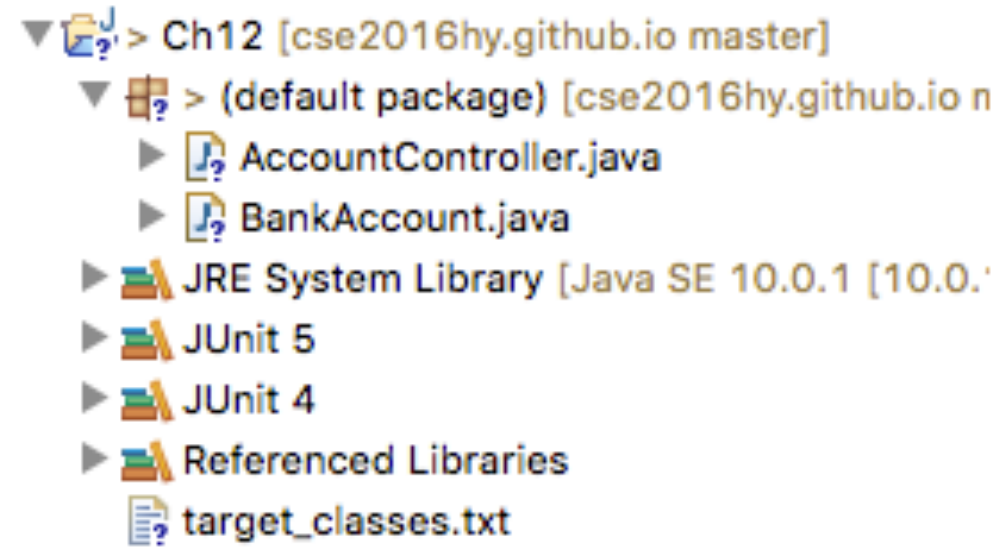 > Ch12 [cse2016hy.github.io master]
> (default package) [cse2016hy.github.io
AccountController.java
BankAccount.java
JRE System Library [Java SE 10.0.1 [10.0.
JUnit 5
JUnit 4
Referenced Libraries
target_classes.txt